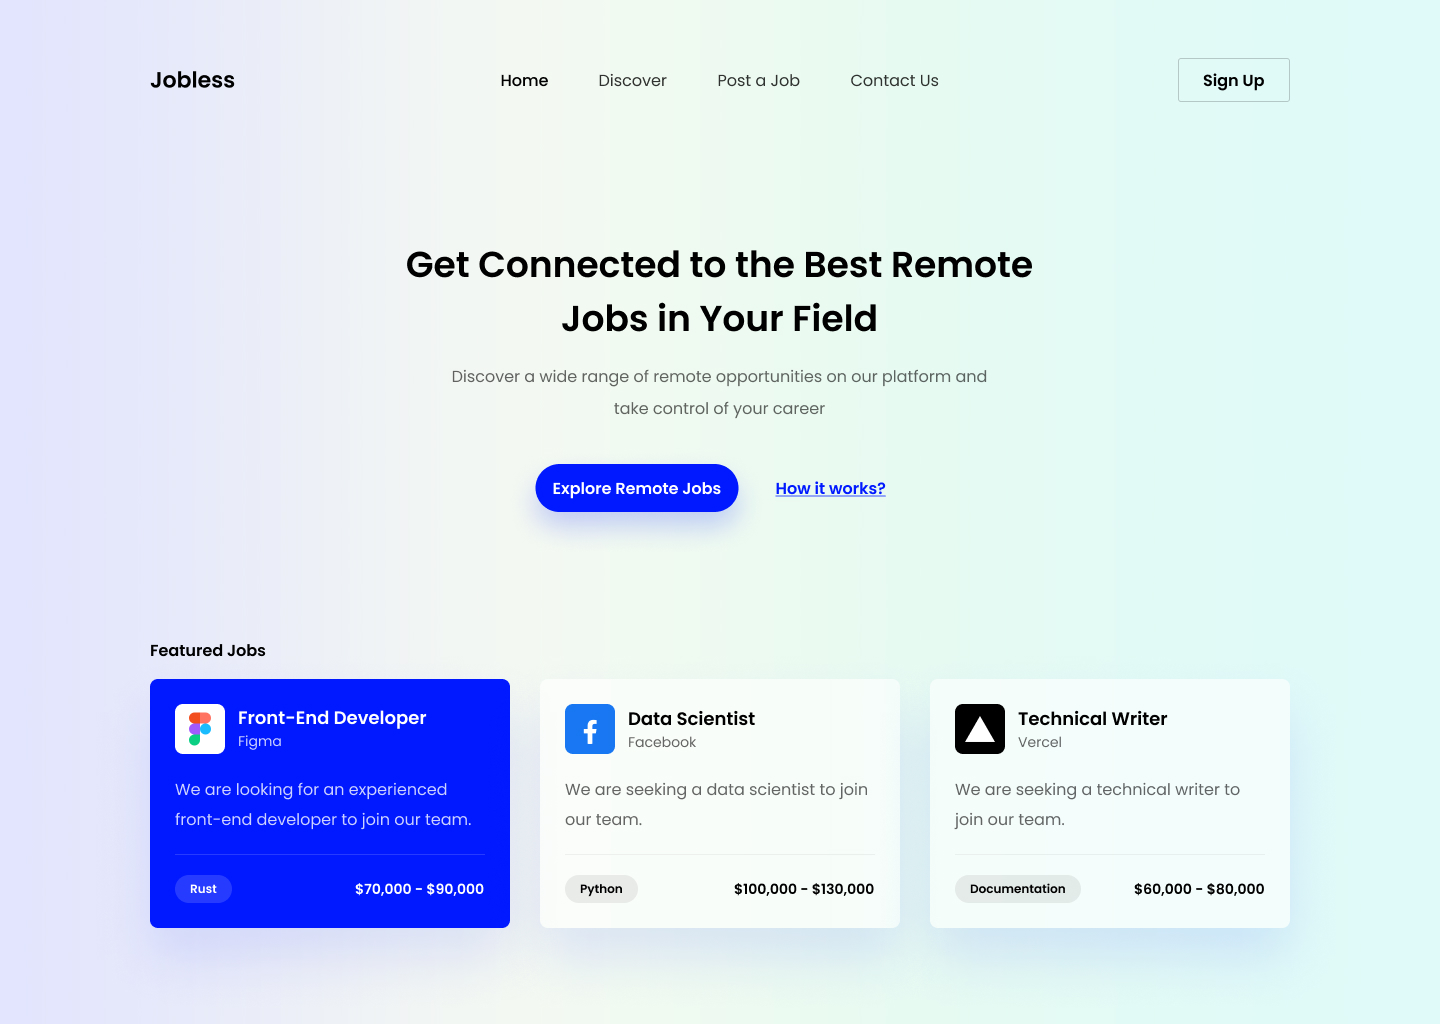 Jobless
Home
Discover
Post a Job
Contact Us
Sign Up
Get Connected to the Best Remote
Jobs in Your Field
Discover a wide range of remote opportunities on our platform and
take control of your career
Explore Remote Jobs
How it works?
Featured Jobs
Front-End Developer
Figma
We are looking for an experienced
front-end developer to join our team.
Rust
$70,000 - $90,000
Data Scientist
Facebook
We are seeking a data scientist to join
our team.
Python
$100,000 - $130,000
Technical Writer
Vercel
We are seeking a technical writer to
join our team.
Documentation
$60,000 - $80,000